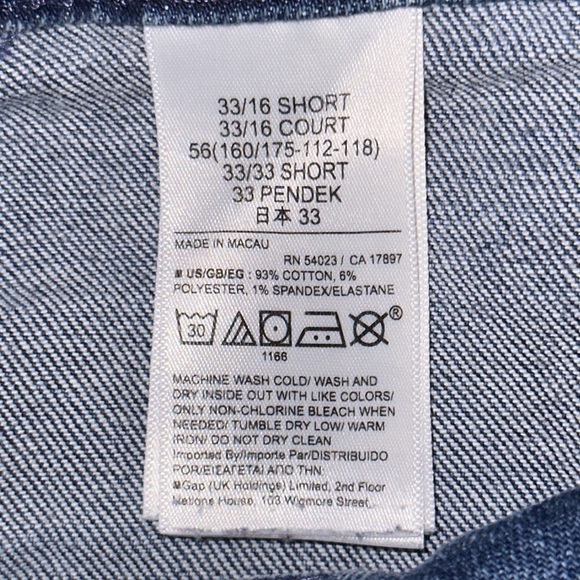 33/16 SHORT
33/16 COURT
56(160/175-112-118)
33/33 SHORT
33 PENDEK
日本 33
MADE IN MACAU
RN 54023 / CA 17897
US/GB/EG : 93% COTTON, 6%
POLYESTER, 1% SPANDEX/ELASTANE
30 ®
1166
MACHINE WASH COLD/ WASH AND
DRY INSIDE OUT WITH LIKE COLORS/
ONLY NON-CHLORINE BLEACH WHEN
NEEDED/ TUMBLE DRY LOW/ WARM
IRON/ DO NOT DRY CLEAN
Imported By/Importe Par/DISTRIBUIDO
POR/ΕΙΣΑΓΕΤΑΙ ΑΠΟ ΤΗΝ:
Gap (UK Holdings) Limited, 2nd Floor
Nations House, 103 Wigmore Street,